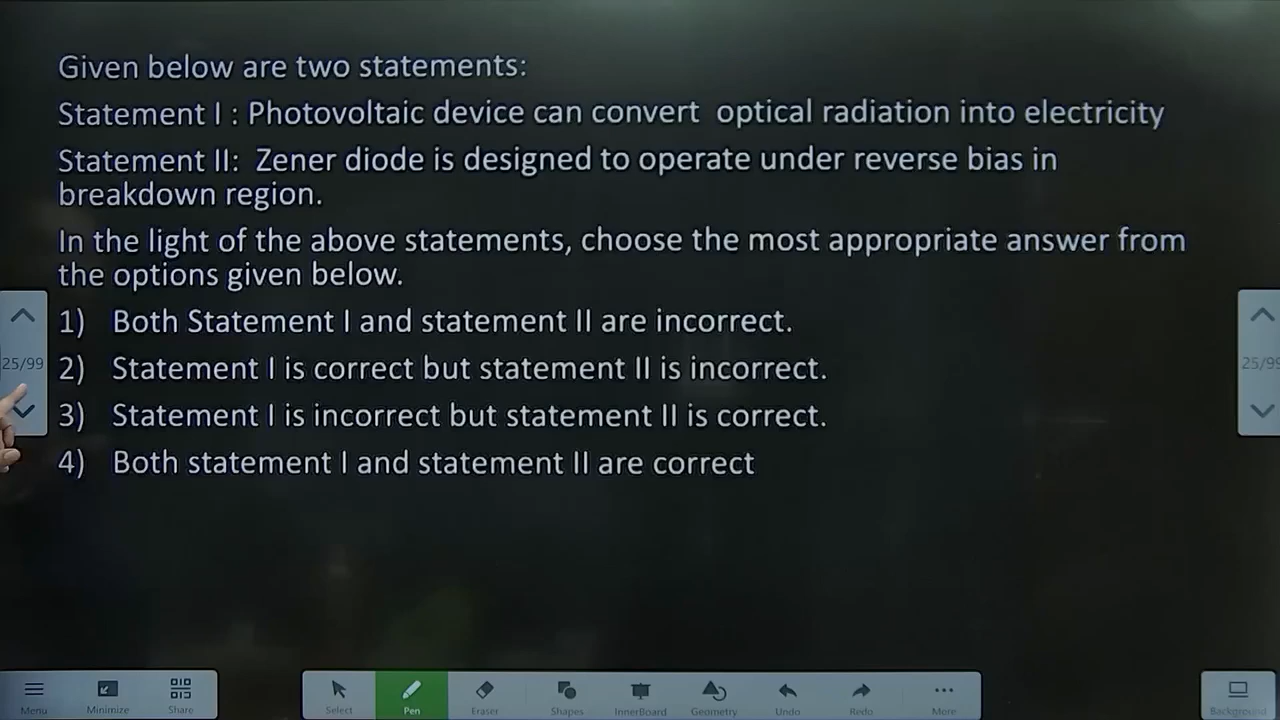 Given below are two statements:
Statement I : Photovoltaic device can convert optical radiation into electricity
Statement II: Zener diode is designed to operate under reverse bias in
breakdown region.
In the light of the above statements, choose the most appropriate answer from
the options given below.
1) Both Statement I and statement II are incorrect.
25/99
25/99
2) Statement I is correct but statement II is incorrect.
3) Statement I is incorrect but statement II is correct.
4) Both statement I and statement II are correct
Menu Minimize Share Select Pen Eraser Shapes InnerBoard Geometry Undo Redo More Background